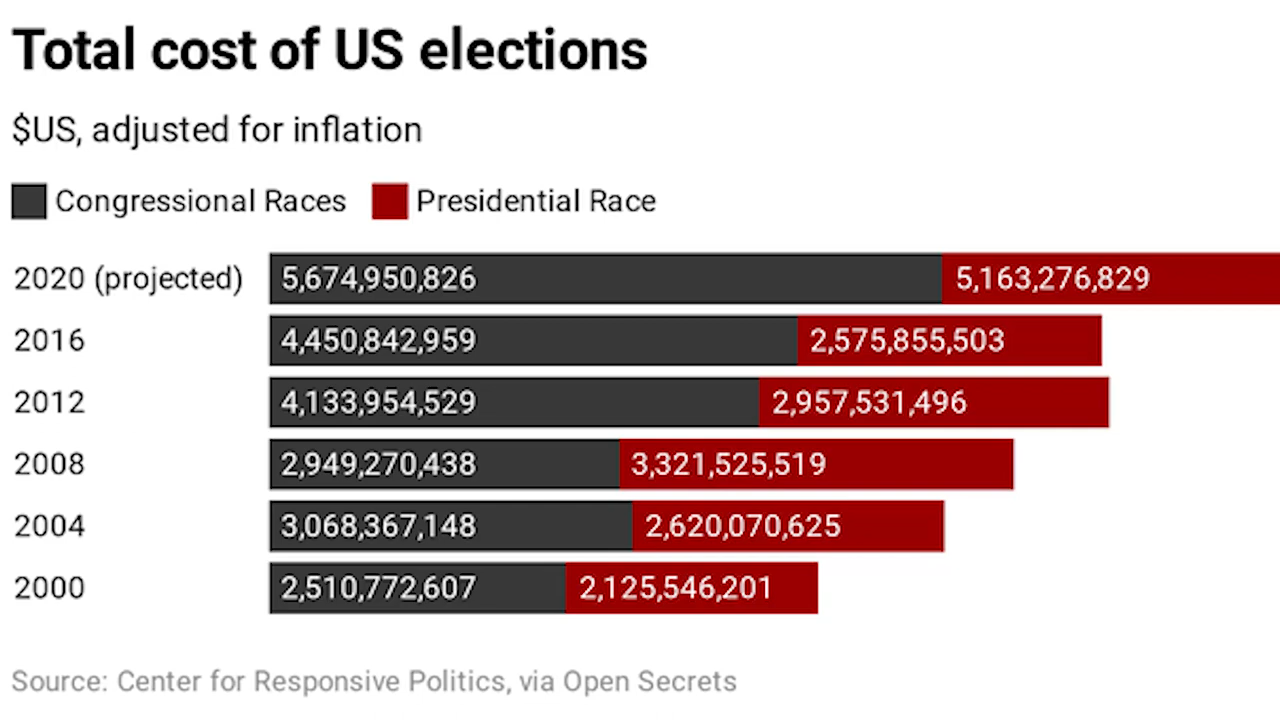 Total cost of US elections
$US, adjusted for inflation
Congressional Races Presidential Race
2020 (projected) 5,674,950,826 5,163,276,829
2016 4,450,842,959 2,575,855,503
2012 4,133,954,529 2,957,531,496
2008 2,949,270,438 3,321,525,519
2004 3,068,367,148 2,620,070,625
2000 2,510,772,607 2,125,546,201
Source: Center for Responsive Politics, via Open Secrets